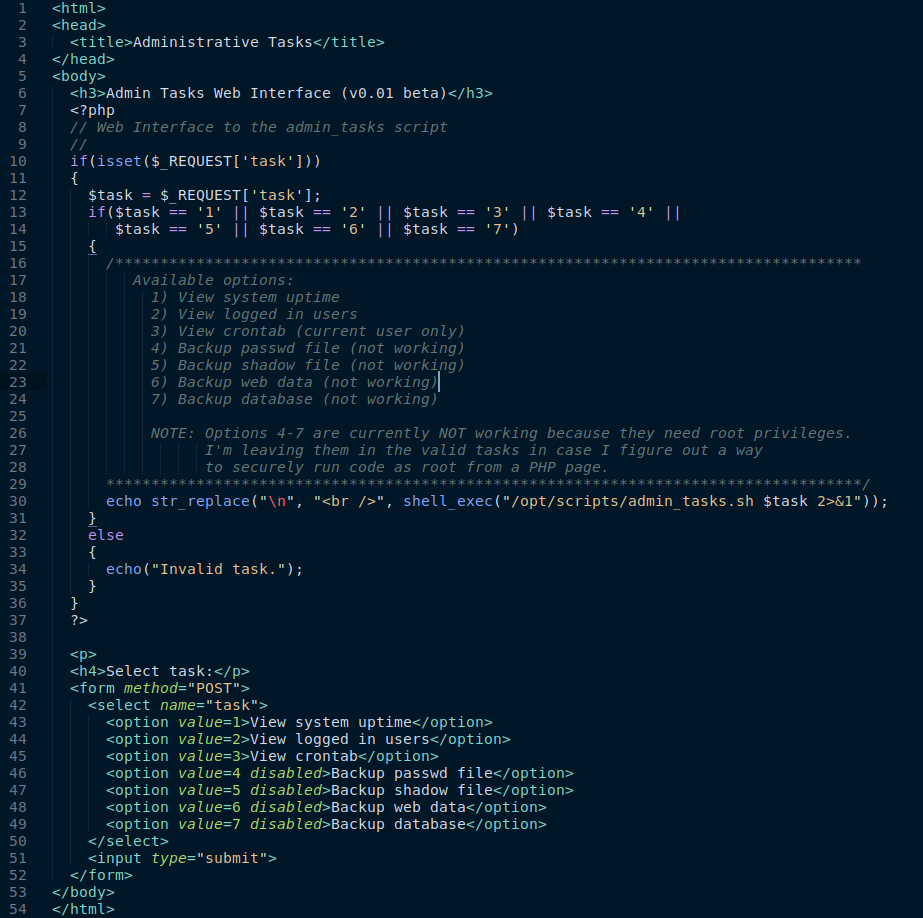 1 <html>
2 <head>
3 <title>Administrative Tasks</title>
4 </head>
5 <body>
6 <h3>Admin Tasks Web Interface (v0.01 beta)</h3>
7 <?php
8 // Web Interface to the admin_tasks script
9 //
10 if(isset($_REQUEST['task']))
11 {
12 $task = $_REQUEST['task'];
13 if($task == '1' || $task == '2' || $task == '3' || $task == '4' ||
14 $task == '5' || $task == '6' || $task == '7')
15 {
16 /***********************************************************************************
17 Available options:
18 1) View system uptime
19 2) View logged in users
20 3) View crontab (current user only)
21 4) Backup passwd file (not working)
22 5) Backup shadow file (not working)
23 6) Backup web data (not working)
24 7) Backup database (not working)
25
26 NOTE: Options 4-7 are currently NOT working because they need root privileges.
27 I'm leaving them in the valid tasks in case I figure out a way
28 to securely run code as root from a PHP page.
29 ************************************************************************************/
30 echo str_replace("\n", "<br />", shell_exec("/opt/scripts/admin_tasks.sh $task 2>&1"));
31 }
32 else
33 {
34 echo("Invalid task.");
35 }
36 }
37 ?>
38
39 <p>
40 <h4>Select task:</p>
41 <form method="POST">
42 <select name="task">
43 <option value=1>View system uptime</option>
44 <option value=2>View logged in users</option>
45 <option value=3>View crontab</option>
46 <option value=4 disabled>Backup passwd file</option>
47 <option value=5 disabled>Backup shadow file</option>
48 <option value=6 disabled>Backup web data</option>
49 <option value=7 disabled>Backup database</option>
50 </select>
51 <input type="submit">
52 </form>
53 </body>
54 </html>